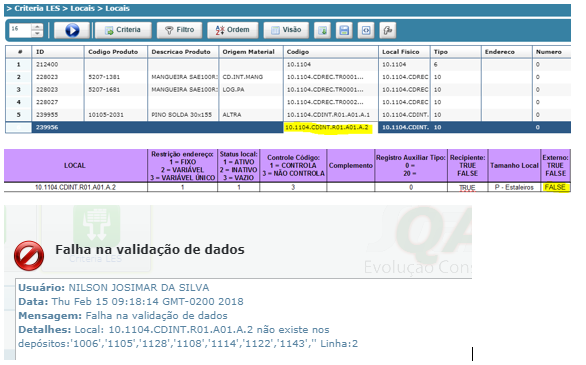 > Criteria LES > Locais > Locais
16 Criteria Filtro Ordem Visão
# ID Codigo Produto Descricao Produto Origem Material Codigo Local Fisico Tipo Endereco Numero
1 212400 10.1104 10.1104 6 0
2 228023 5207-1381 MANGUEIRA SAE100R: CD.INT.MANG 10.1104.CDREC.TR0001... 10.1104.CDREC 10 0
3 228023 5207-1681 MANGUEIRA SAE100R: LOG.PA 10.1104.CDREC.TR0001... 10.1104.CDREC 10 0
4 228027 10.1104.CDREC.TR0002... 10.1104.CDREC 10 0
5 239955 10105-2031 PINO SOLDA 30x155 ALTRA 10.1104.CDINT.R01.A01.A.1 10.1104.CDINT. 10 0
239956 10.1104.CDINT.R01.A01.A.2 10.1104.CDINT. 10 0
LOCAL Restrição endereço: 1 = FIXO 2 = VARIÁVEL 3 = VARIÁVEL ÚNICO Status local: 1 = ATIVO 2 = INATIVO 3 = VAZIO Controle Código: 1 = CONTROLA 3 = NÃO CONTROLA Complemento Registro Auxiliar Tipo: 0 = 20 = Recipiente: TRUE FALSE Tamanho Local Externo: TRUE FALSE
10.1104.CDINT.R01.A01.A.2 1 1 3 0 TRUE P - Estaleiros FALSE
Criteria LES
Falha na validação de dados
Evolução Cons
Usuário: NILSON JOSIMAR DA SILVA
Data: Thu Feb 15 09:18:14 GMT-0200 2018
Mensagem: Falha na validação de dados
Detalhes: Local: 10.1104.CDINT.R01.A01.A.2 não existe nos
depósitos:'1006','1105','1128','1108','1114','1122','1143','' Linha:2